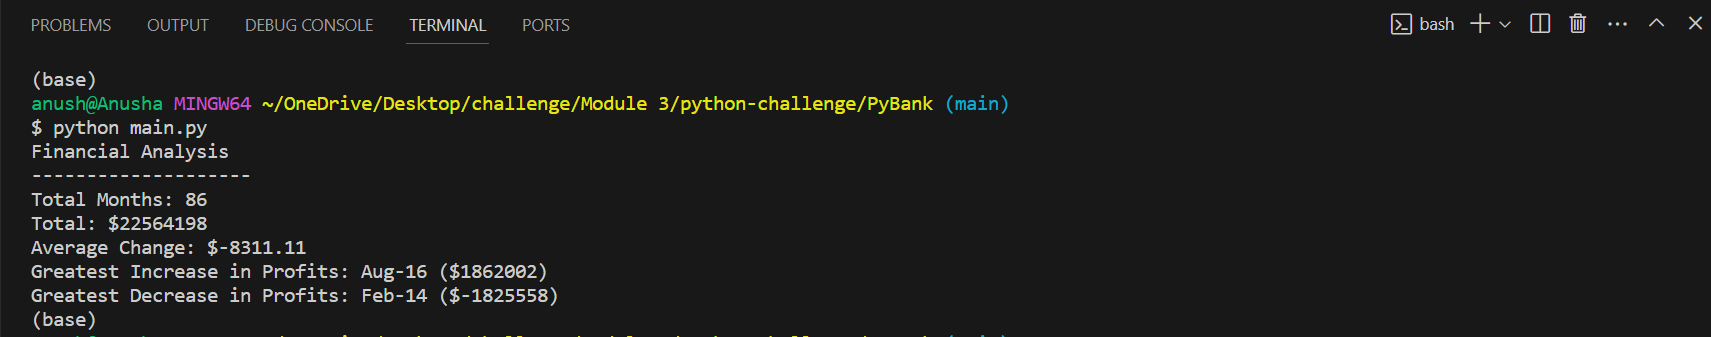 PROBLEMS OUTPUT DEBUG CONSOLE TERMINAL PORTS bash
(base)
anush@Anusha MINGW64 ~/OneDrive/Desktop/challenge/Module 3/python-challenge/PyBank (main)
$ python main.py
Financial Analysis
--------------------
Total Months: 86
Total: $22564198
Average Change: $-8311.11
Greatest Increase in Profits: Aug-16 ($1862002)
Greatest Decrease in Profits: Feb-14 ($-1825558)
(base)